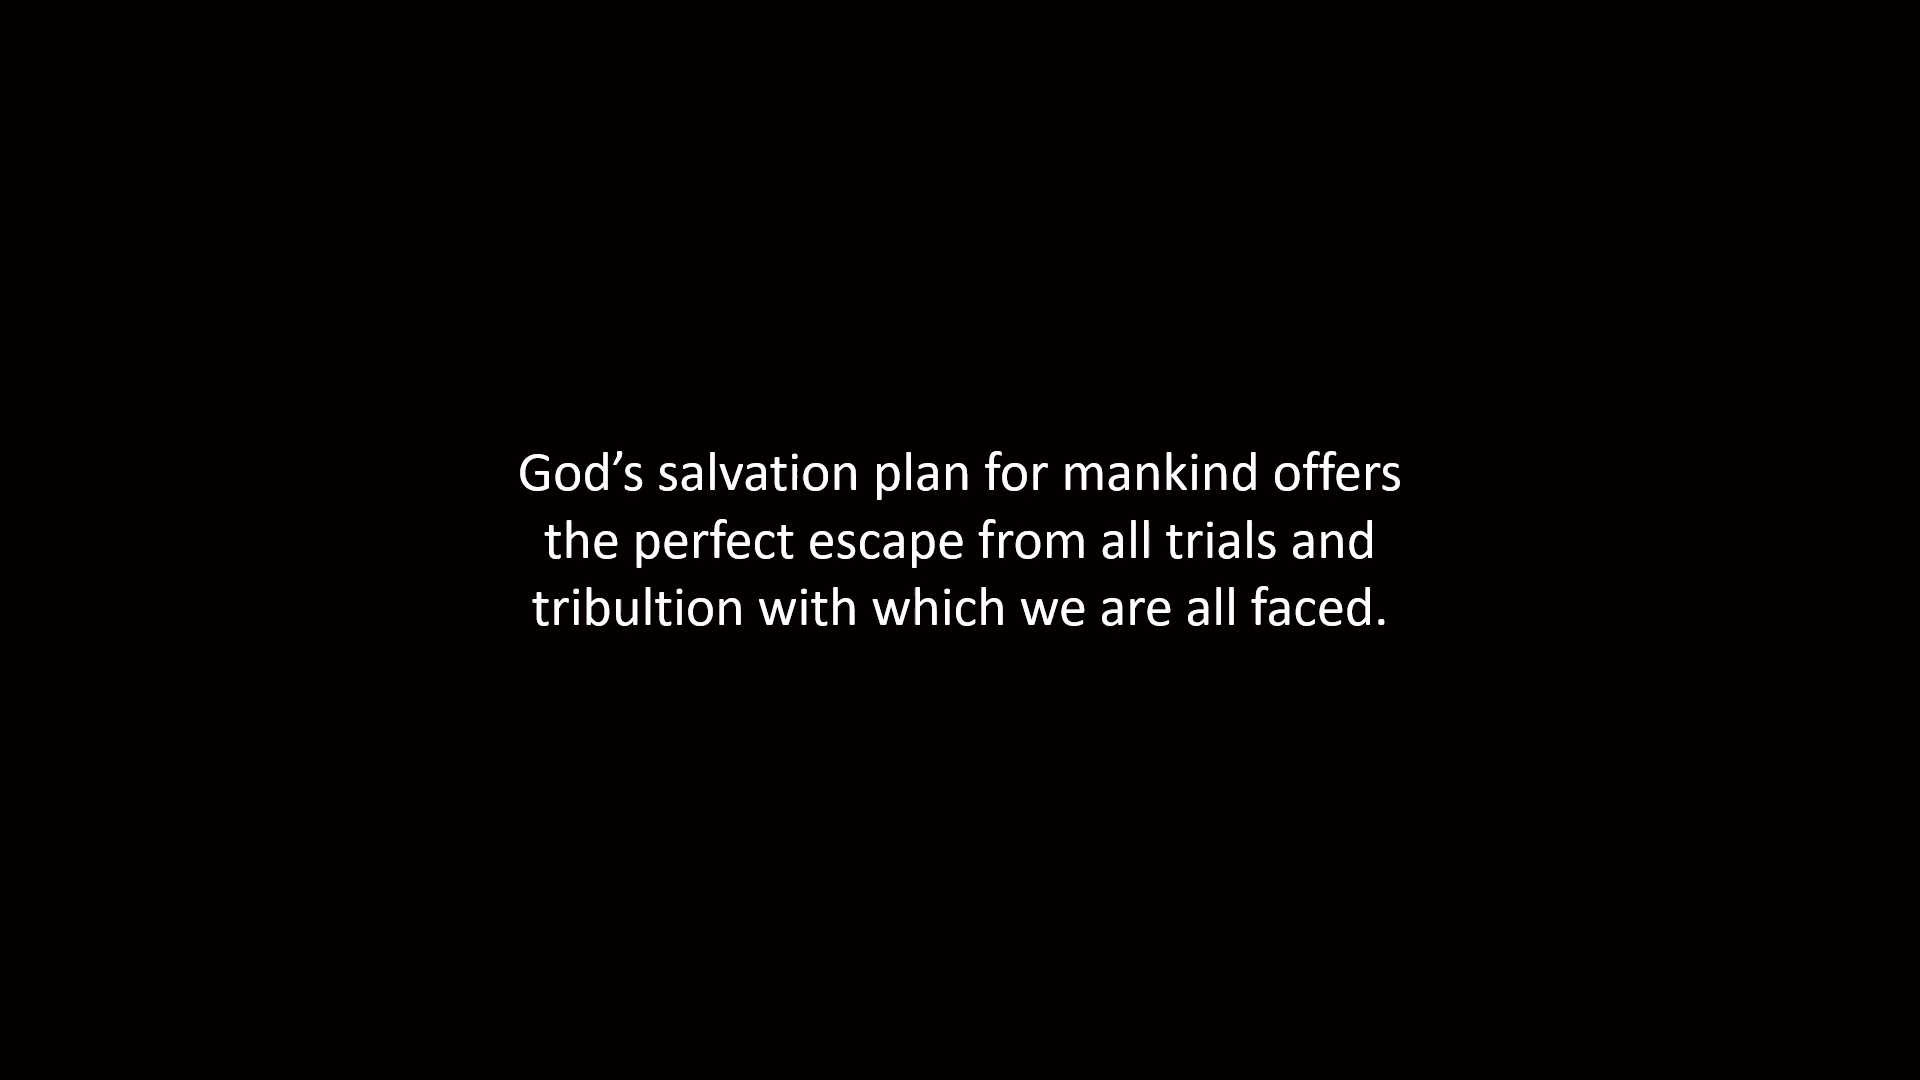 God’s salvation plan for mankind offers
the perfect escape from all trials and
tribultion with which we are all faced.